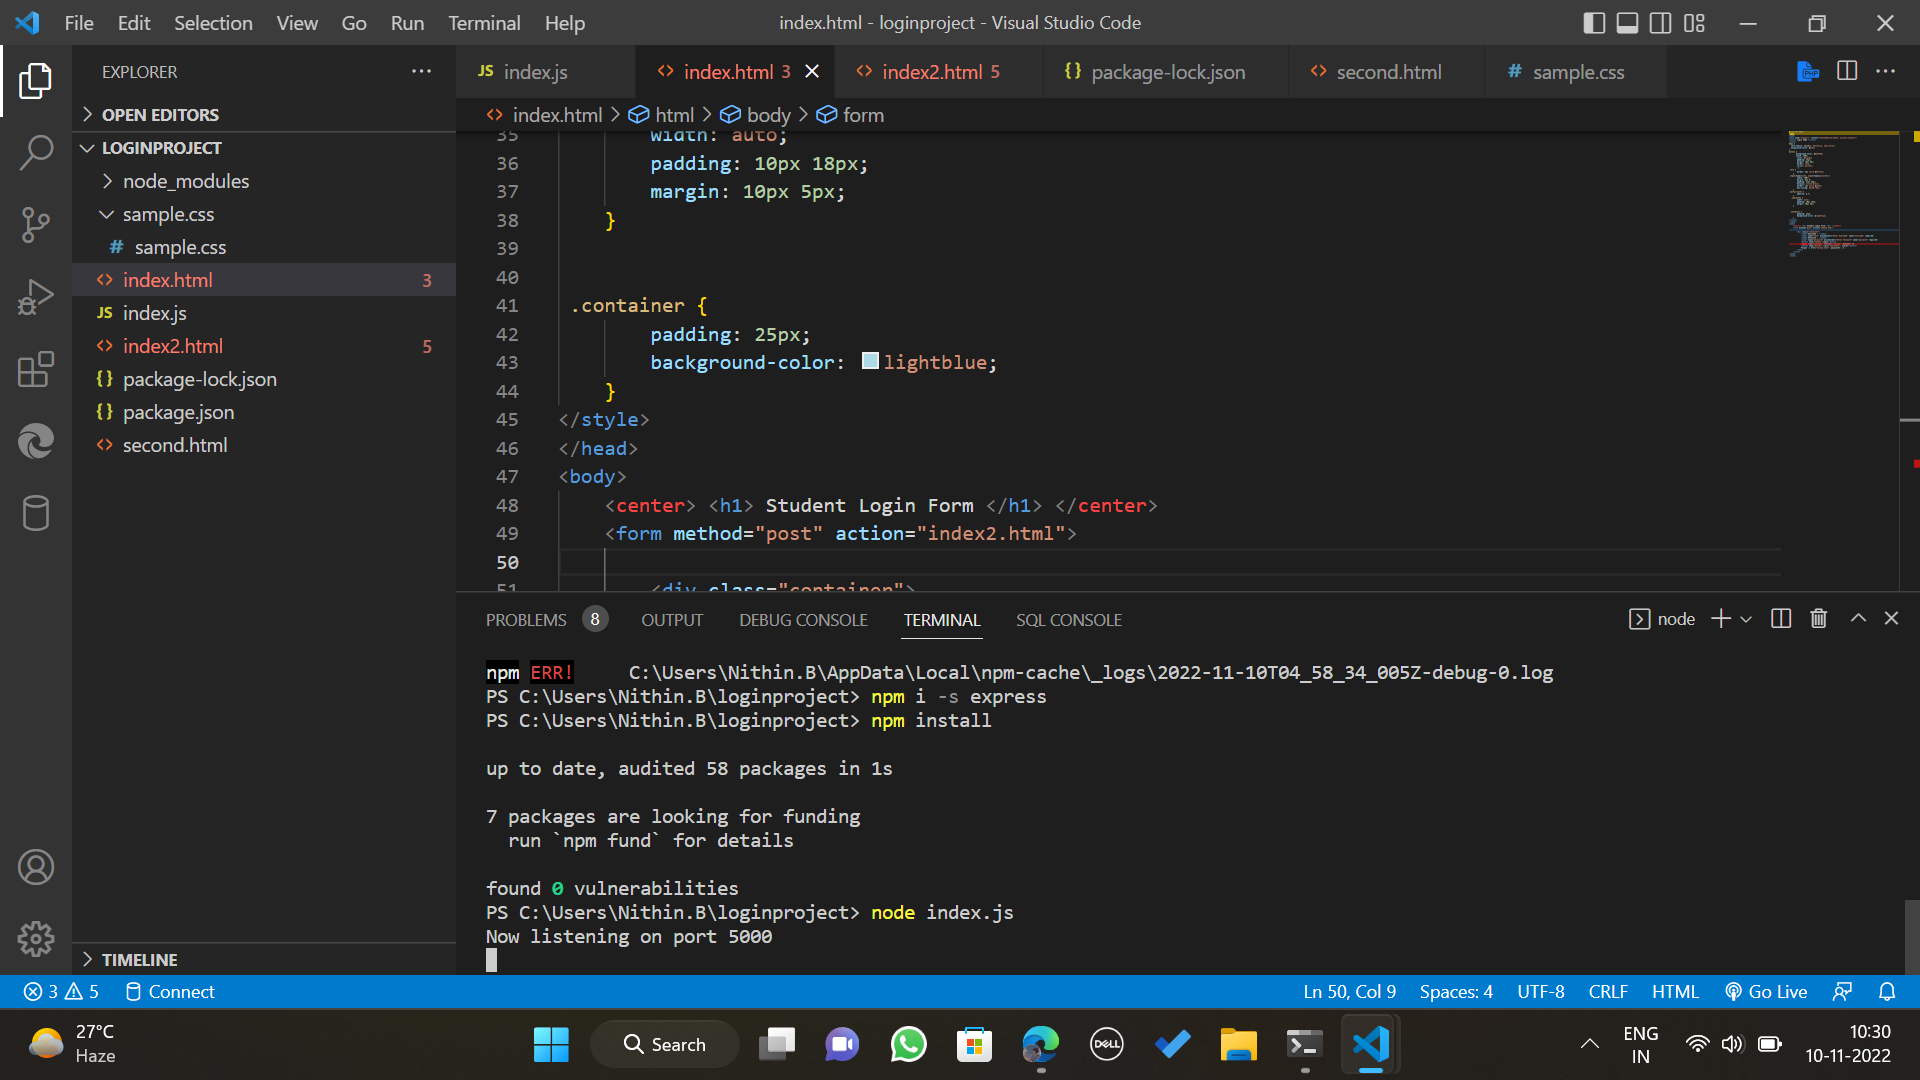 File Edit Selection View Go Run Terminal Help
index.html - loginproject - Visual Studio Code
EXPLORER
OPEN EDITORS
LOGINPROJECT
node_modules
sample.css
# sample.css
<> index.html 3
JS index.js
<> index2.html 5
{} package-lock.json
{} package.json
<> second.html
TIMELINE
JS index.js
<> index.html 3
<> index2.html 5
{} package-lock.json
<> second.html
# sample.css
<> index.html > html > body > form
35 width: auto;
36 padding: 10px 18px;
37 margin: 10px 5px;
38 }
39
40
41 .container {
42 padding: 25px;
43 background-color: lightblue;
44 }
45 </style>
46 </head>
47 <body>
48 <center> <h1> Student Login Form </h1> </center>
49 <form method="post" action="index2.html">
50
51 <div class="container">
PROBLEMS 8 OUTPUT DEBUG CONSOLE TERMINAL SQL CONSOLE
node
npm ERR! C:\Users\Nithin.B\AppData\Local\npm-cache\_logs\2022-11-10T04_58_34_005Z-debug-0.log
PS C:\Users\Nithin.B\loginproject> npm i -s express
PS C:\Users\Nithin.B\loginproject> npm install
up to date, audited 58 packages in 1s
7 packages are looking for funding
run `npm fund` for details
found 0 vulnerabilities
PS C:\Users\Nithin.B\loginproject> node index.js
Now listening on port 5000
3 5 Connect
Ln 50, Col 9 Spaces: 4 UTF-8 CRLF HTML Go Live
27°C
Haze
Search
DELL
ENG
IN
10:30
10-11-2022